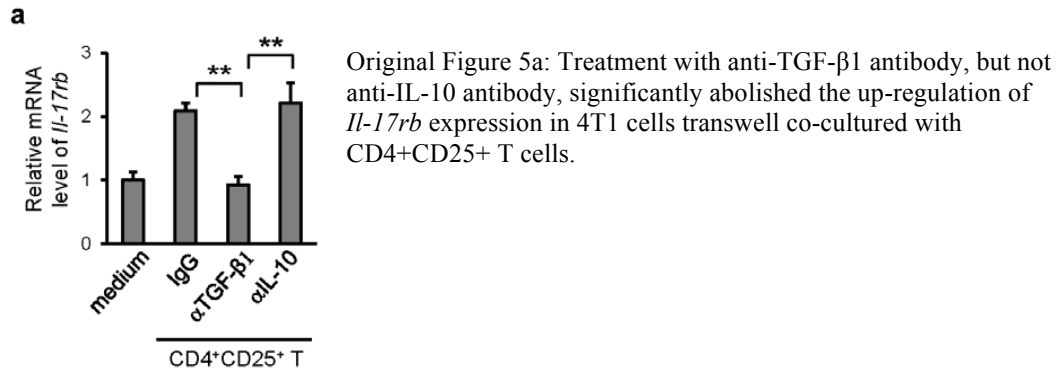 a
Relative mRNA
level of Il-17rb
3
2
1
0
**
**
medium
IgG
αTGF-β1
αIL-10
CD4⁺CD25⁺ T
Original Figure 5a: Treatment with anti-TGF-β1 antibody, but not
anti-IL-10 antibody, significantly abolished the up-regulation of
Il-17rb expression in 4T1 cells transwell co-cultured with
CD4+CD25+ T cells.